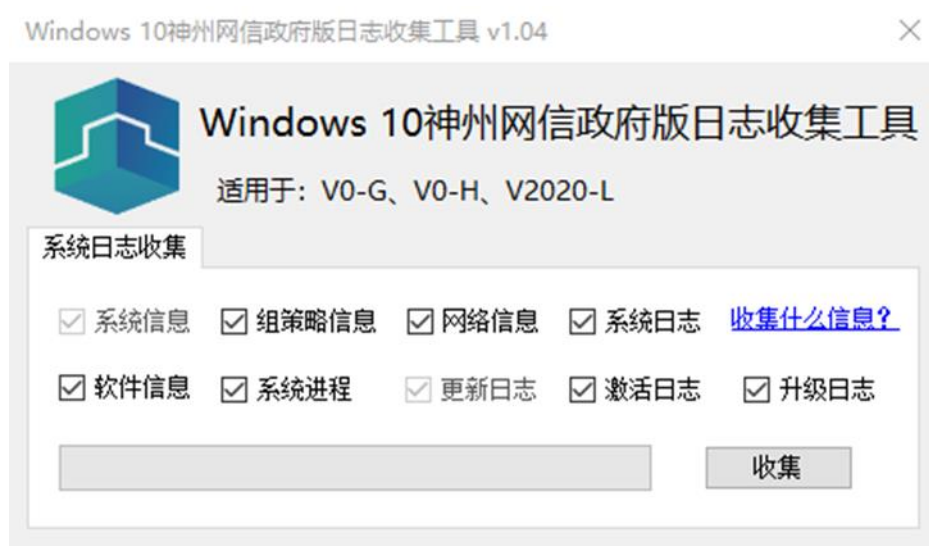 Windows 10神州网信政府版日志收集工具 v1.04
Windows 10神州网信政府版日志收集工具
适用于：V0-G、V0-H、V2020-L
系统日志收集
系统信息 组策略信息 网络信息 系统日志 收集什么信息?
软件信息 系统进程 更新日志 激活日志 升级日志
收集